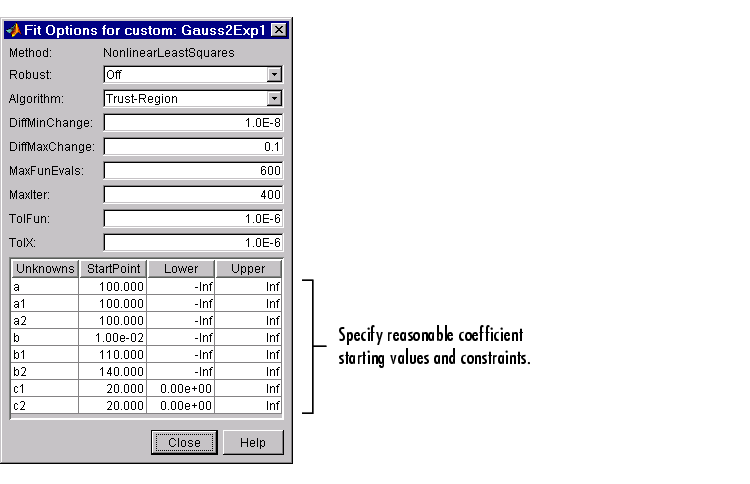 Fit Options for custom: Gauss2Exp1
Method: NonlinearLeastSquares
Robust: Off
Algorithm: Trust-Region
DiffMinChange: 1.0E-8
DiffMaxChange: 0.1
MaxFunEvals: 600
MaxIter: 400
TolFun: 1.0E-6
TolX: 1.0E-6
Unknowns StartPoint Lower Upper
a 100.000 -Inf Inf
a1 100.000 -Inf Inf
a2 100.000 -Inf Inf
b 1.00e-02 -Inf Inf
b1 110.000 -Inf Inf
b2 140.000 -Inf Inf
c1 20.000 0.00e+00 Inf
c2 20.000 0.00e+00 Inf
Close Help
Specify reasonable coefficient
starting values and constraints.